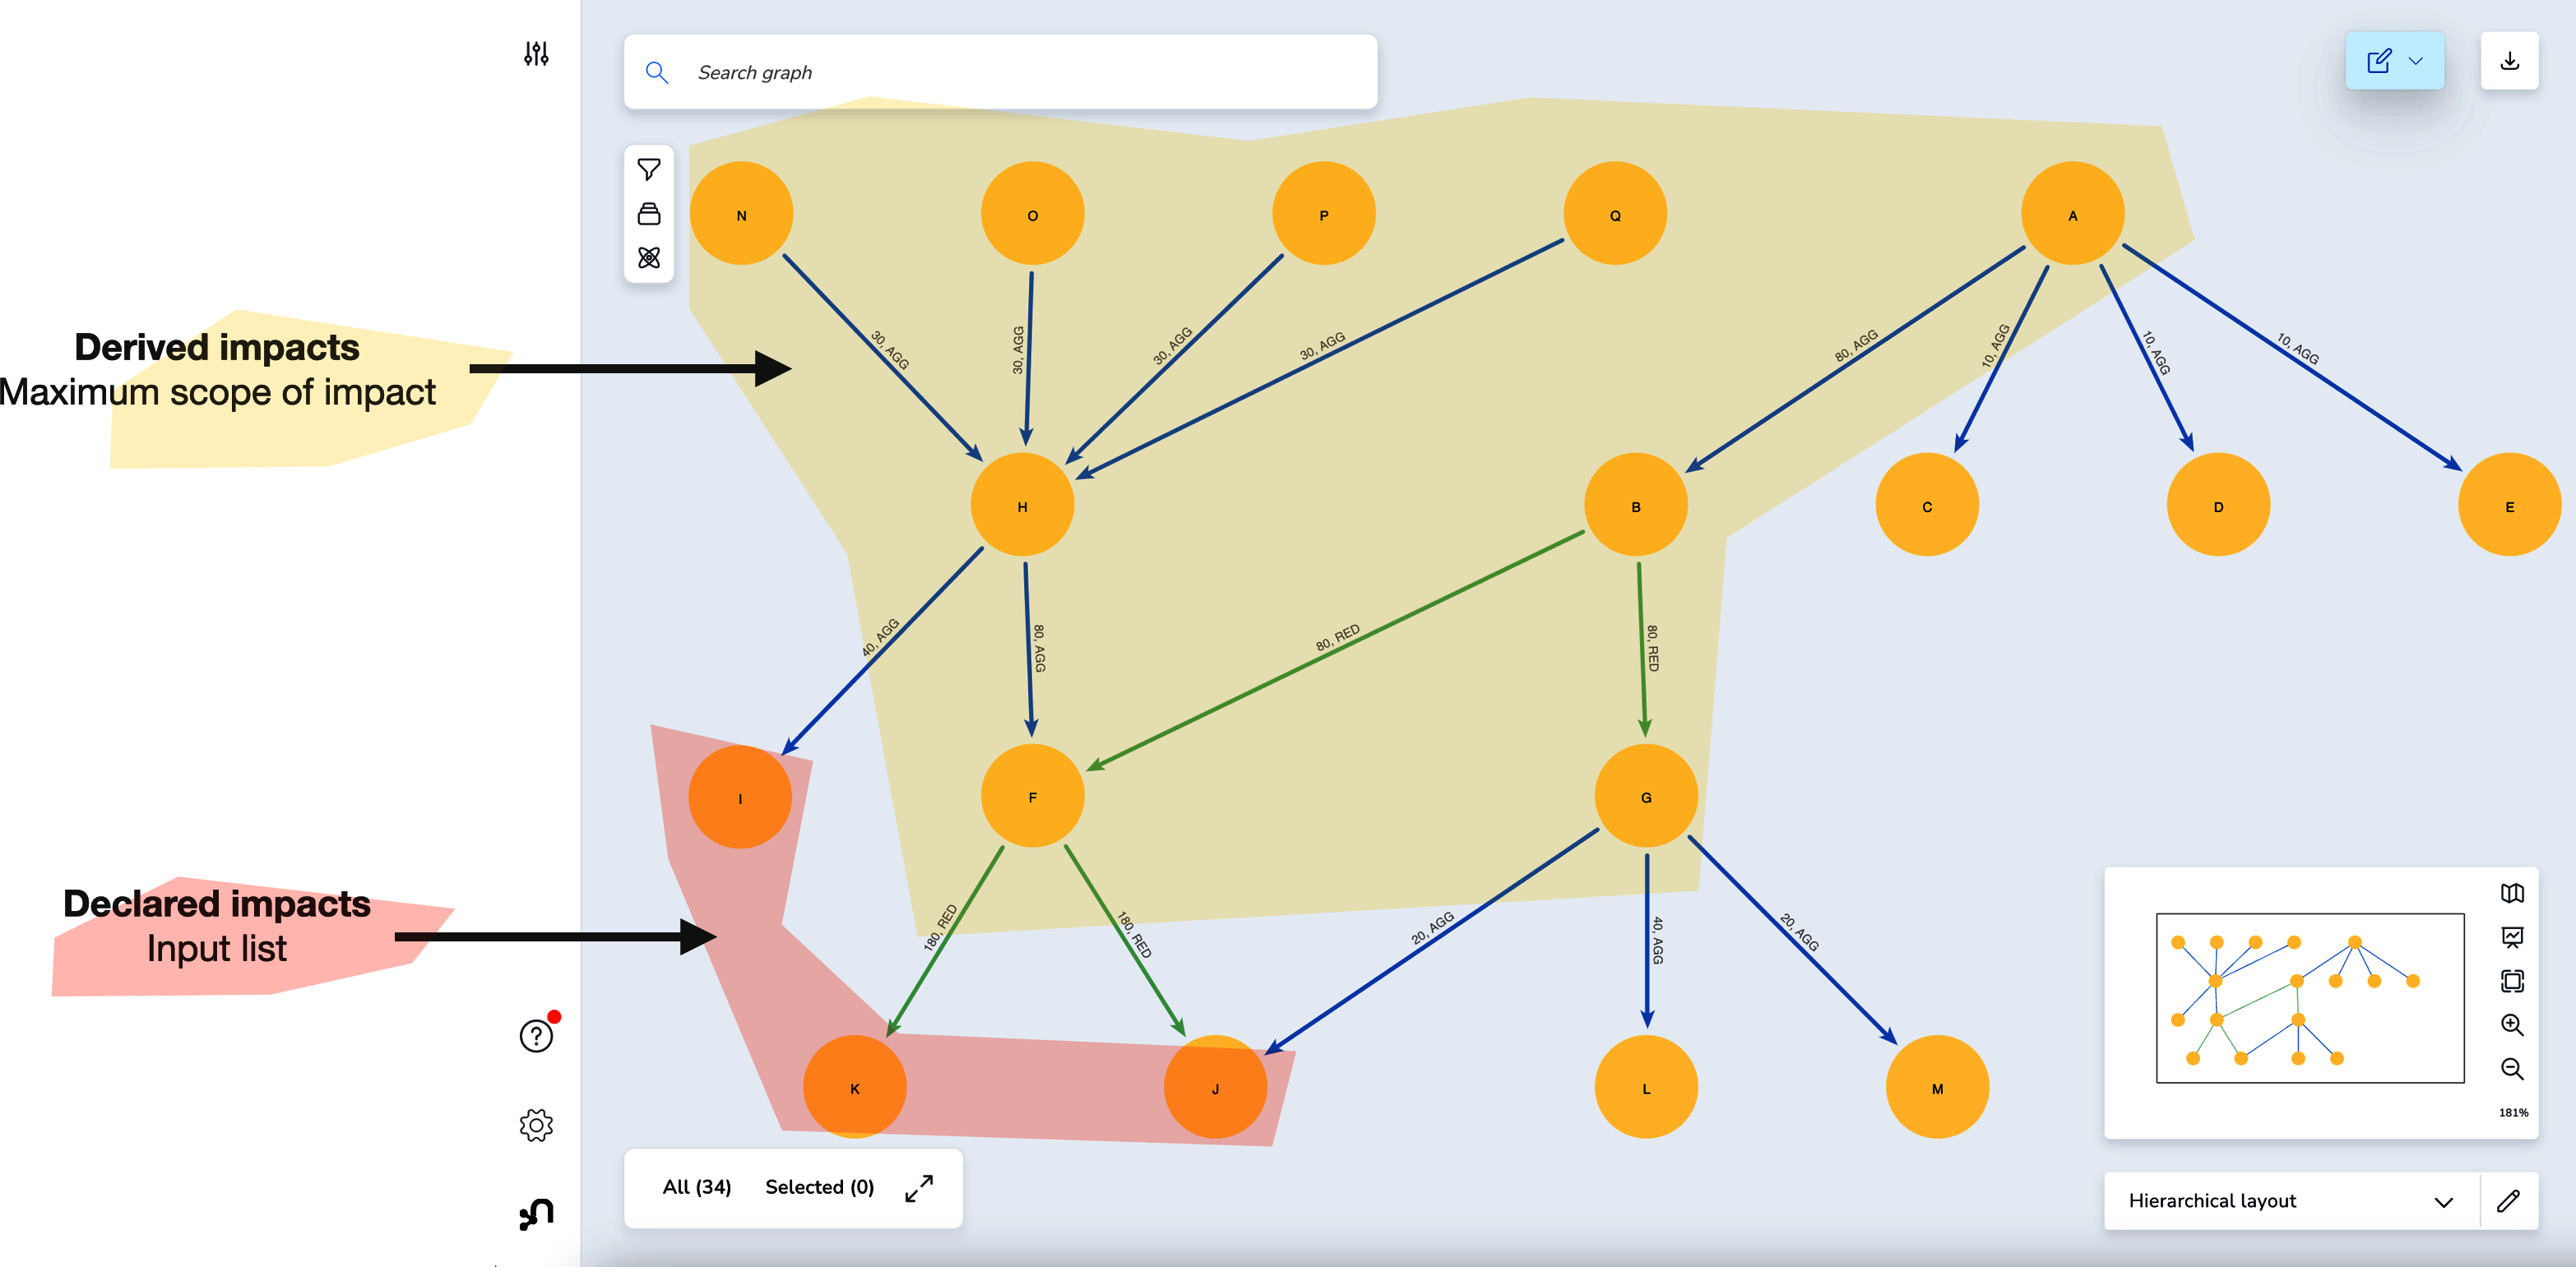 Search graph
N
O
P
Q
A
30, AGG
30, AGG
30, AGG
30, AGG
80, AGG
10, AGG
10, AGG
10, AGG
Derived impacts
Maximum scope of impact
H
B
C
D
E
40, AGG
80, AGG
80, RED
80, RED
I
F
G
Declared impacts
Input list
180, RED
180, RED
20, AGG
40, AGG
20, AGG
K
J
L
M
181%
All (34)
Selected (0)
Hierarchical layout